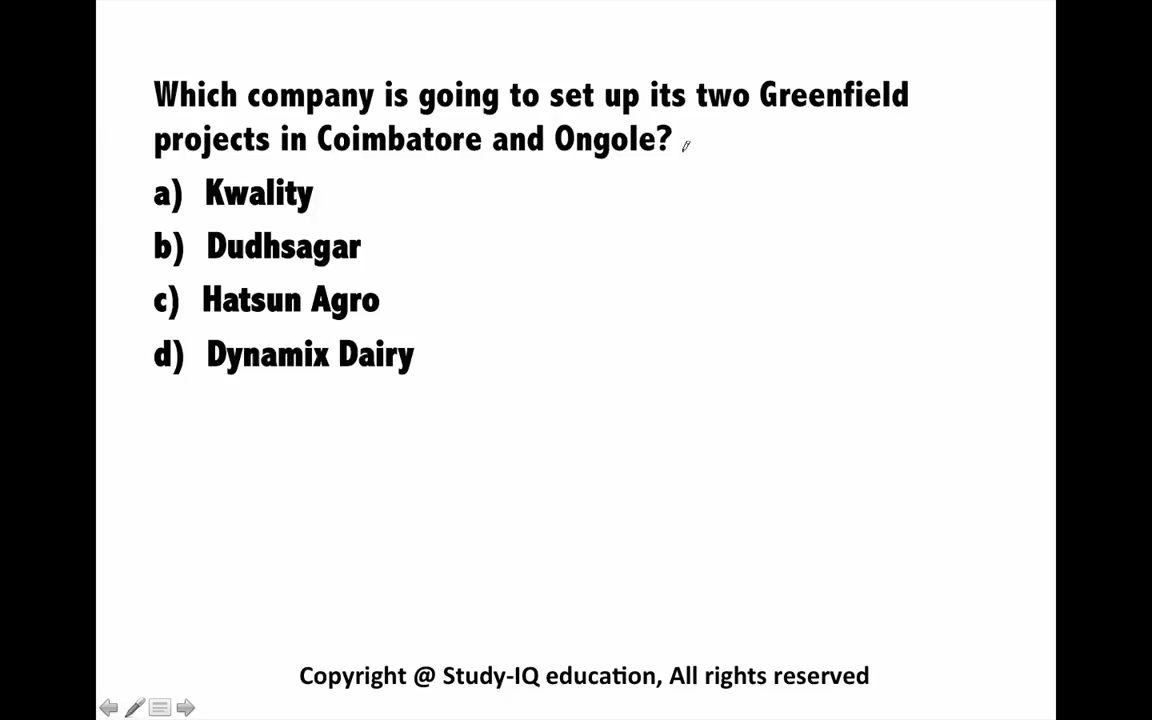 Which company is going to set up its two Greenfield
projects in Coimbatore and Ongole?
a) Kwality
b) Dudhsagar
c) Hatsun Agro
d) Dynamix Dairy
Copyright @ Study-IQ education, All rights reserved